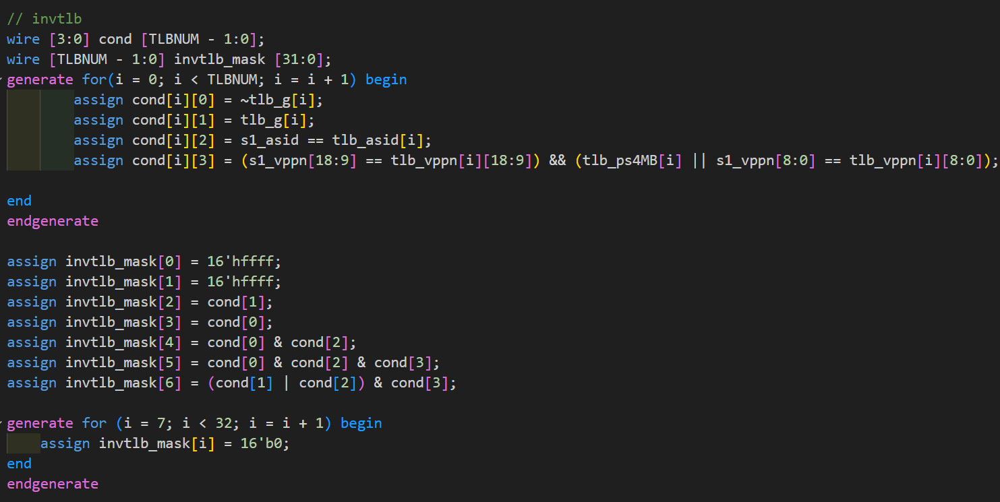 // invtlb
wire [3:0] cond [TLBNUM - 1:0];
wire [TLBNUM - 1:0] invtlb_mask [31:0];
generate for(i = 0; i < TLBNUM; i = i + 1) begin
        assign cond[i][0] = ~tlb_g[i];
        assign cond[i][1] = tlb_g[i];
        assign cond[i][2] = s1_asid == tlb_asid[i];
        assign cond[i][3] = (s1_vppn[18:9] == tlb_vppn[i][18:9]) && (tlb_ps4MB[i] || s1_vppn[8:0] == tlb_vppn[i][8:0]);
end
endgenerate
assign invtlb_mask[0] = 16'hffff;
assign invtlb_mask[1] = 16'hffff;
assign invtlb_mask[2] = cond[1];
assign invtlb_mask[3] = cond[0];
assign invtlb_mask[4] = cond[0] & cond[2];
assign invtlb_mask[5] = cond[0] & cond[2] & cond[3];
assign invtlb_mask[6] = (cond[1] | cond[2]) & cond[3];
generate for (i = 7; i < 32; i = i + 1) begin
    assign invtlb_mask[i] = 16'b0;
end
endgenerate